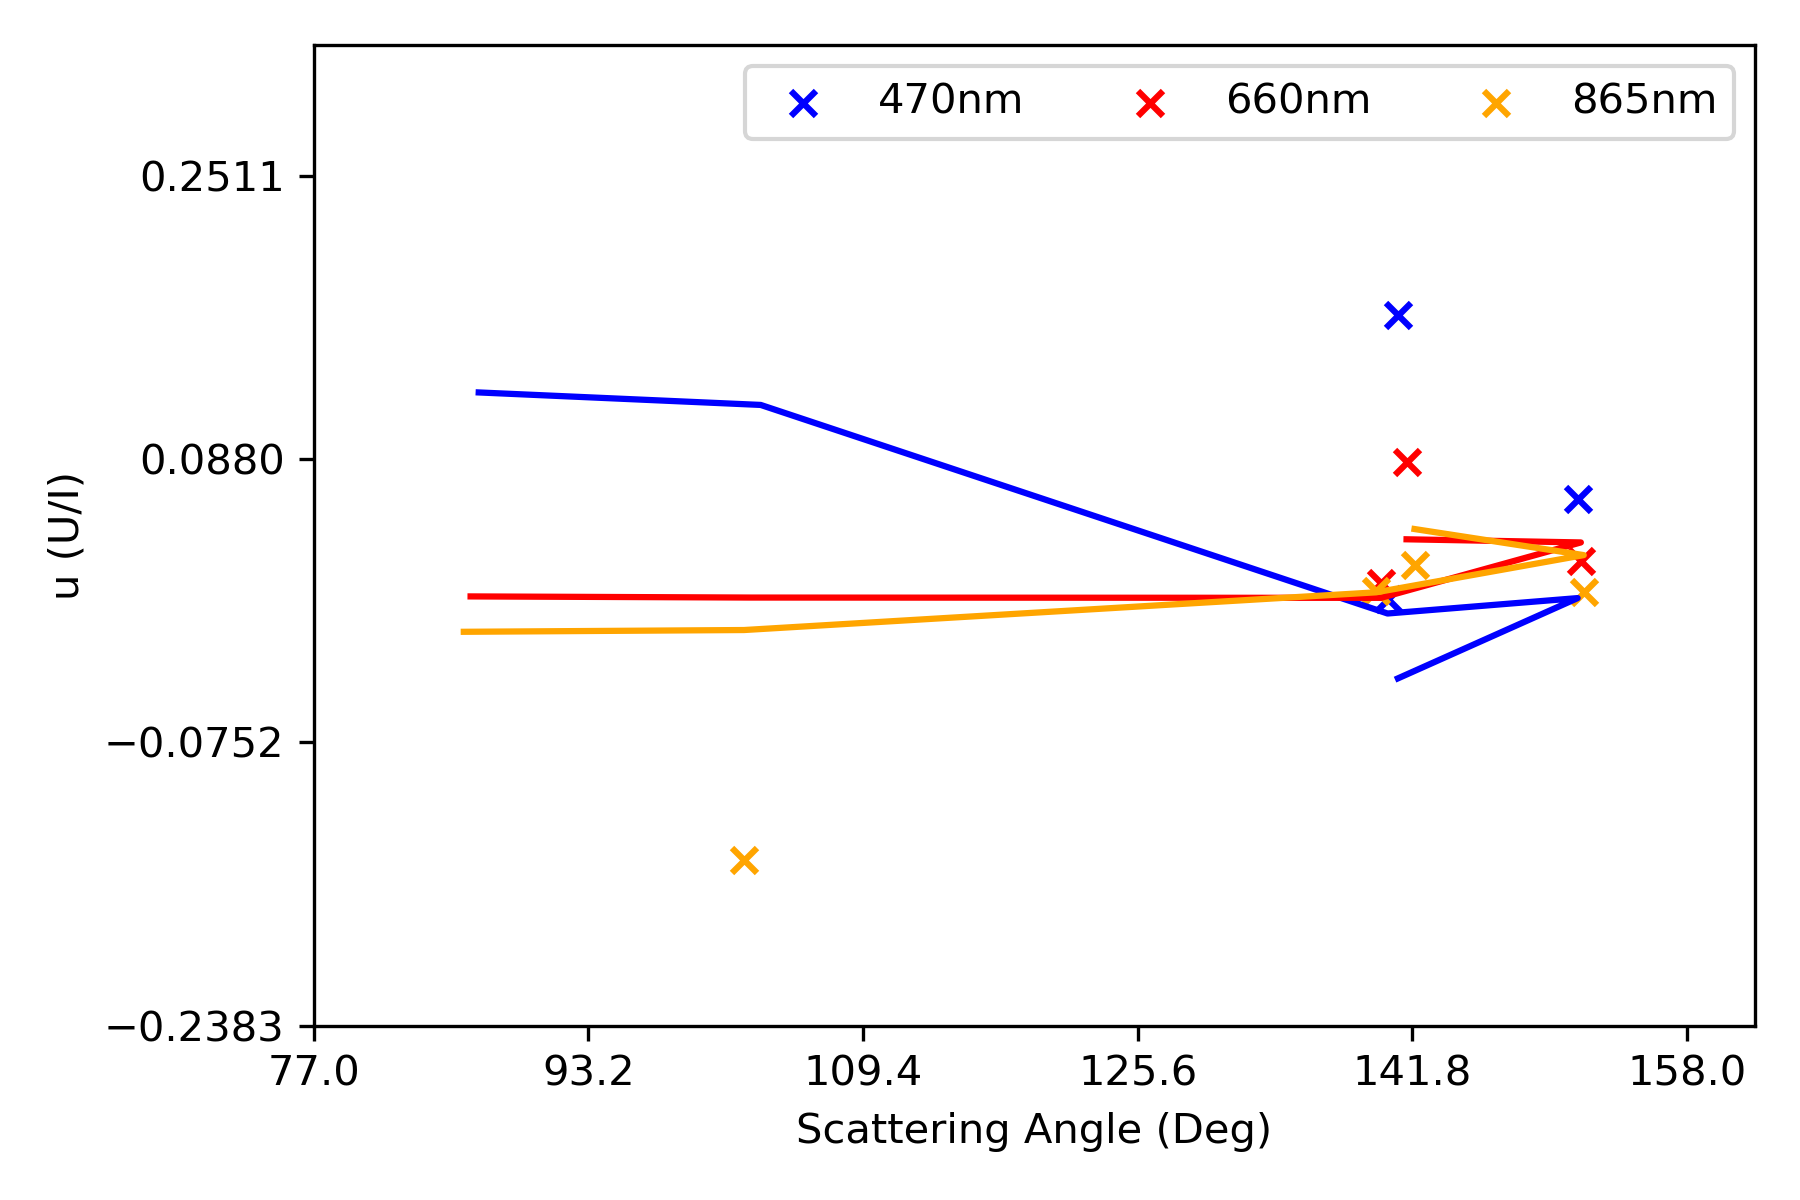 470nm 660nm 865nm
0.2511
0.0880
−0.0752
−0.2383
u (U/I)
77.0 93.2 109.4 125.6 141.8 158.0
Scattering Angle (Deg)